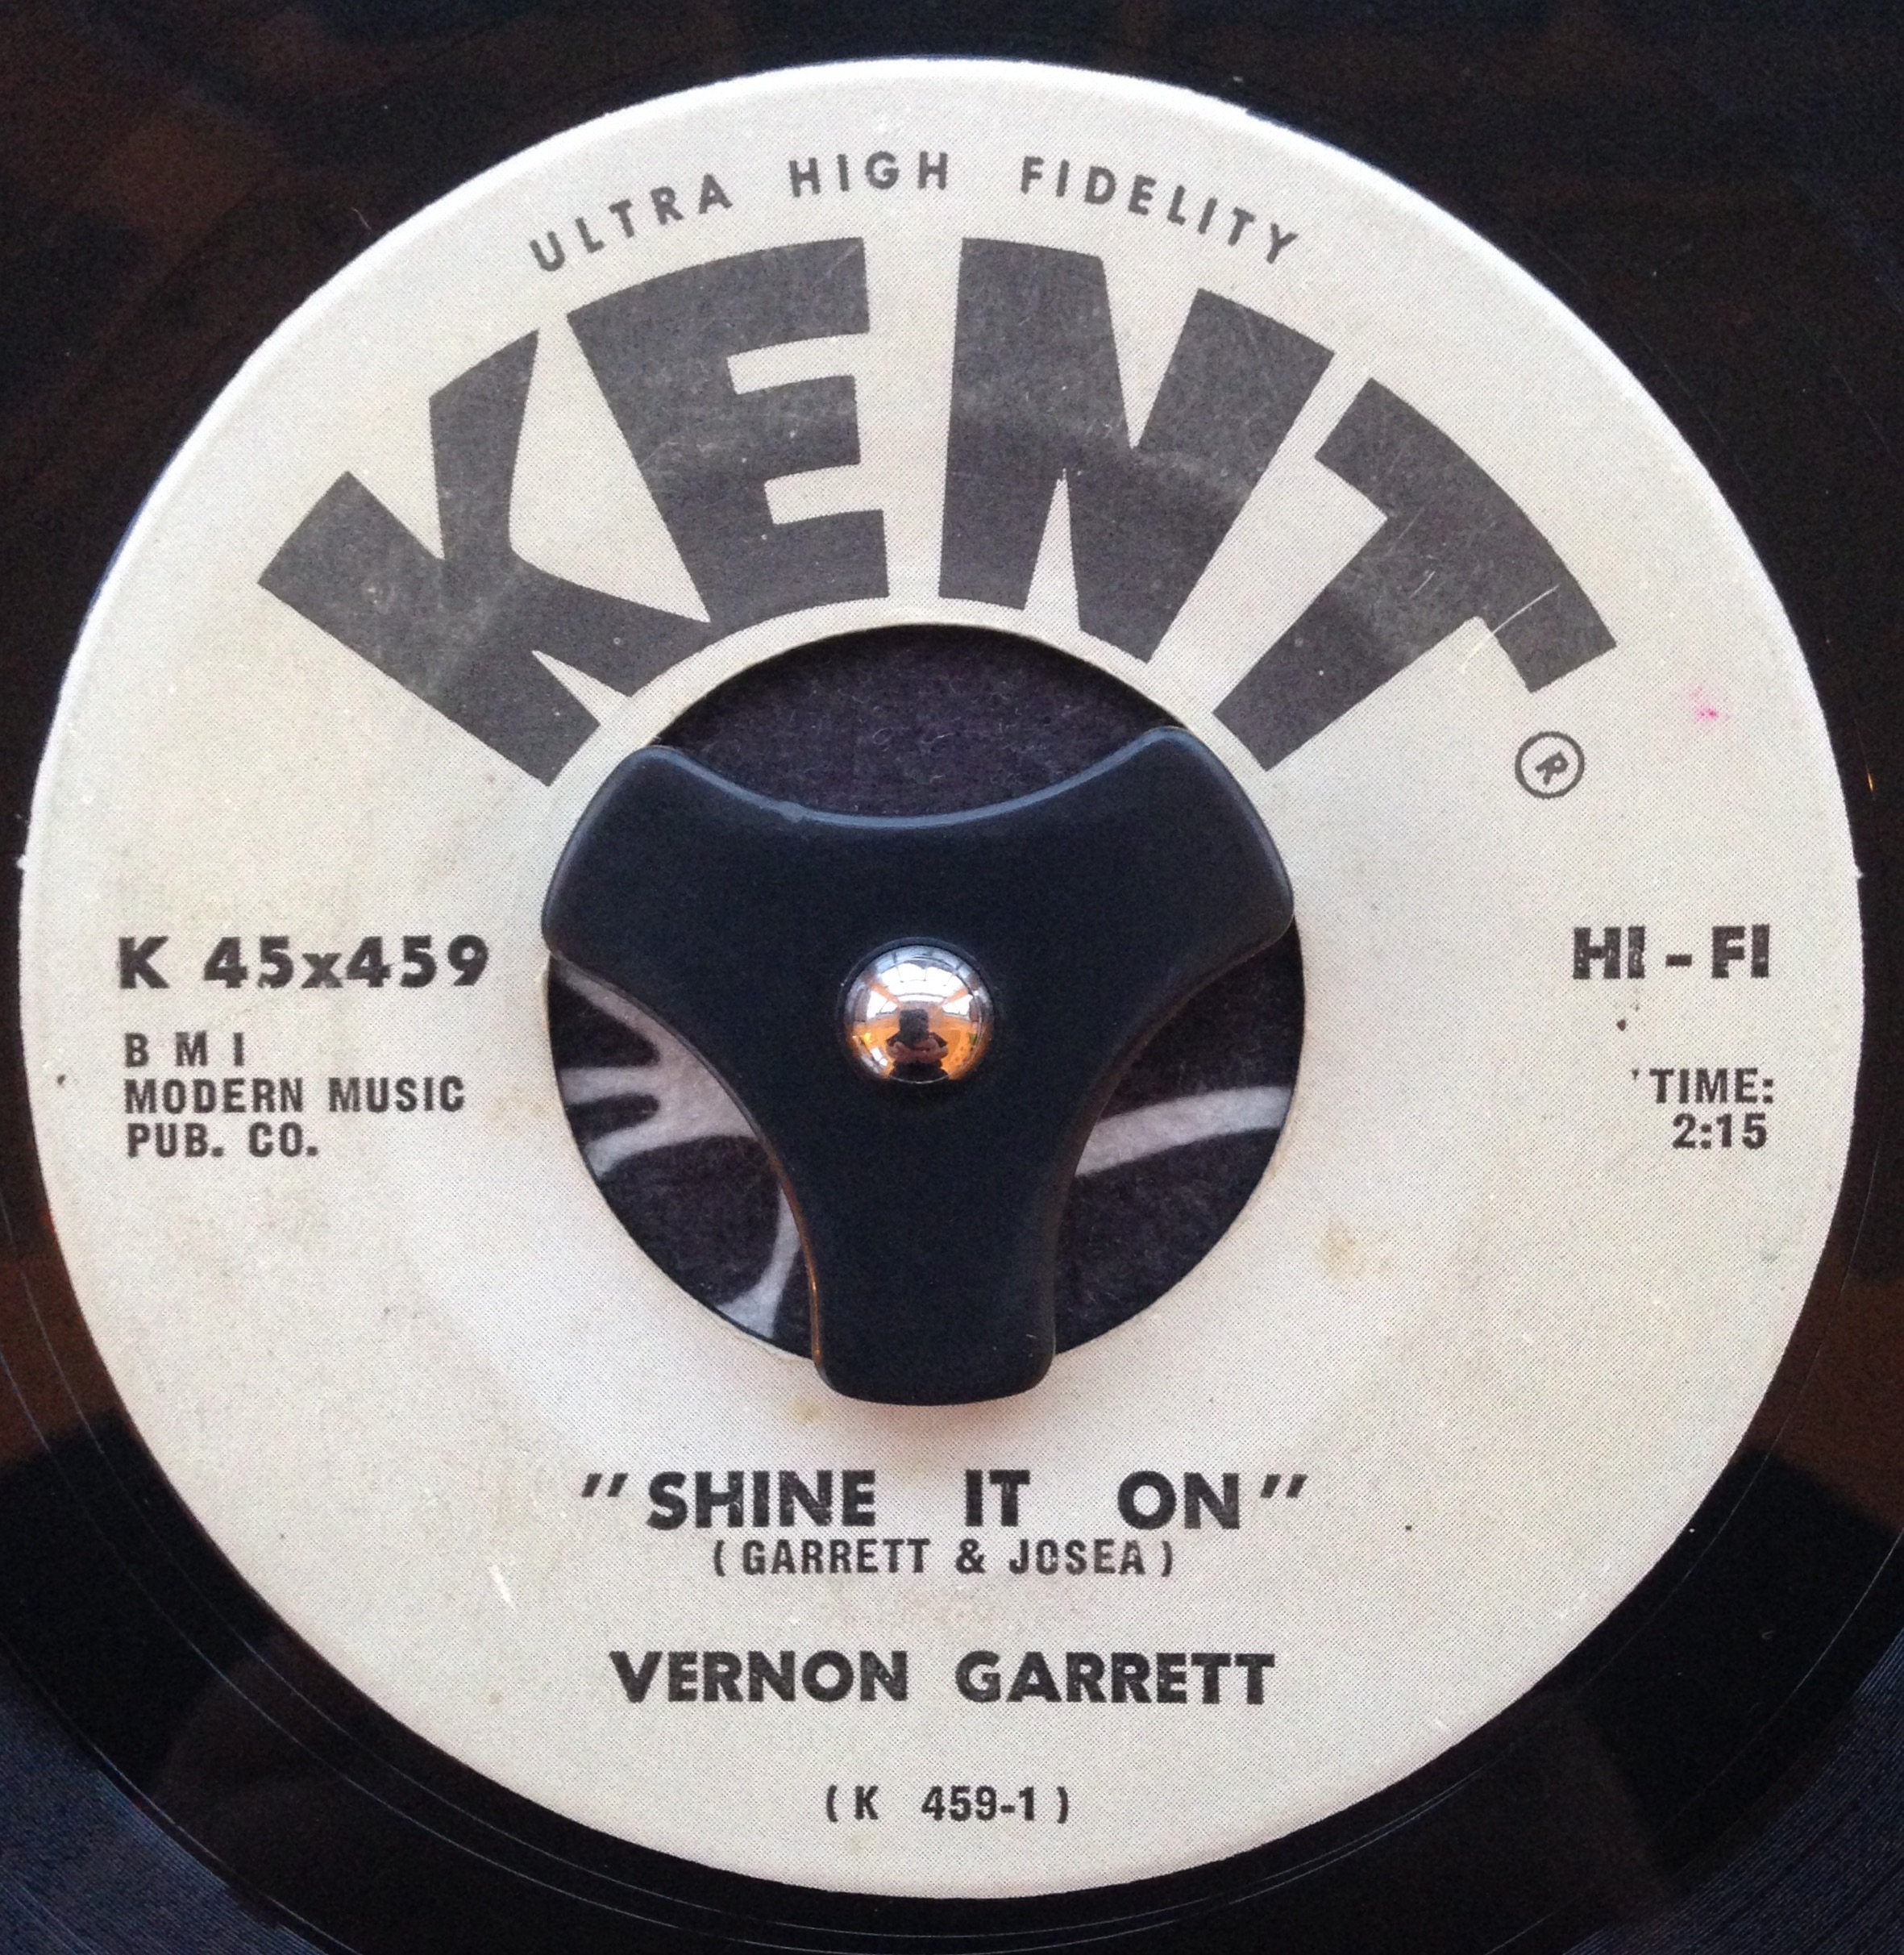 ULTRA HIGH FIDELITY
KENT
®
K 45x459
BMI
MODERN MUSIC
PUB. CO.
HI-FI
TIME:
2:15
"SHINE IT ON"
(GARRETT & JOSEA)
VERNON GARRETT
(K 459-1)